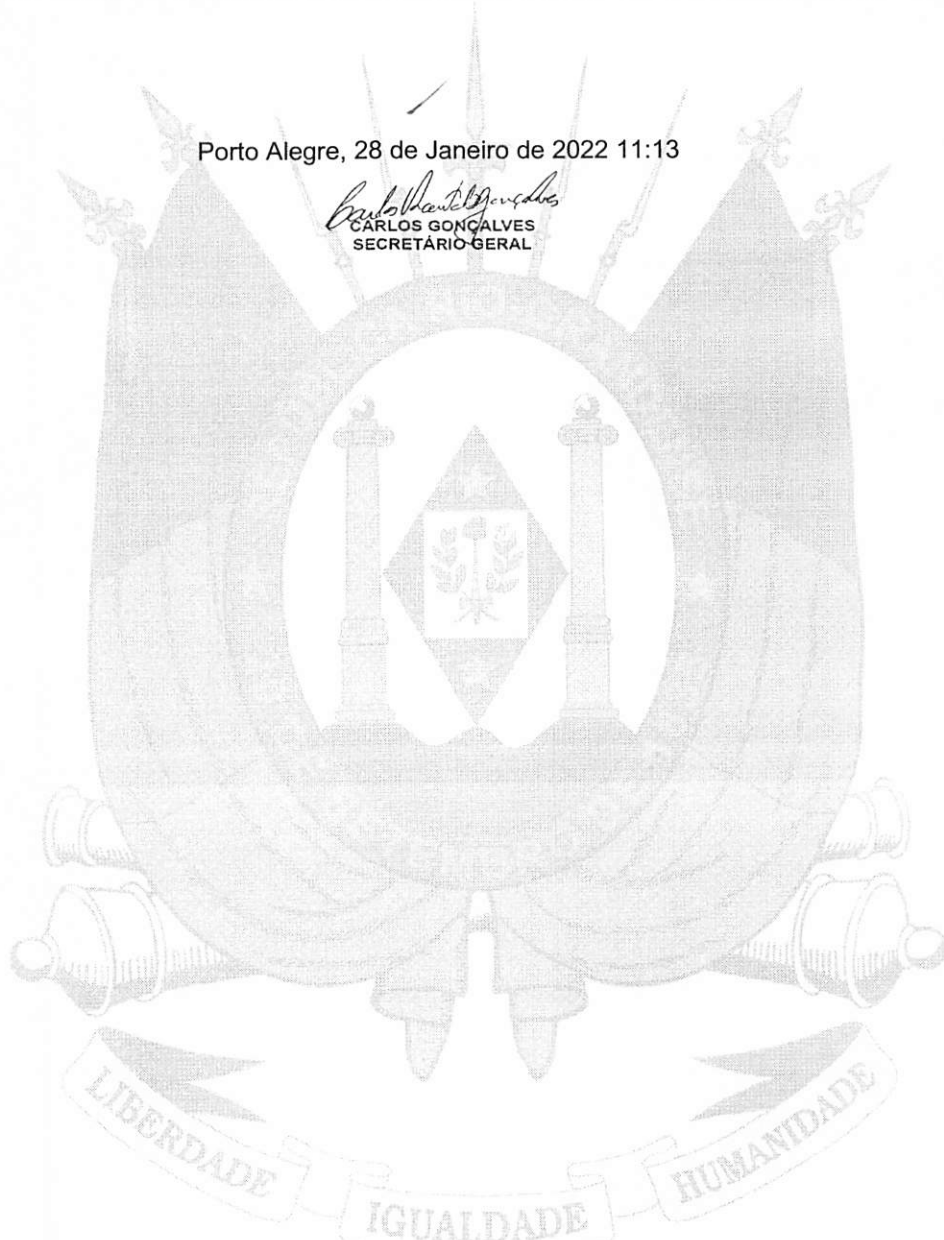 Porto Alegre, 28 de Janeiro de 2022 11:13
CARLOS GONÇALVES
SECRETÁRIO GERAL
LIBERDADE
IGUALDADE
HUMANIDADE